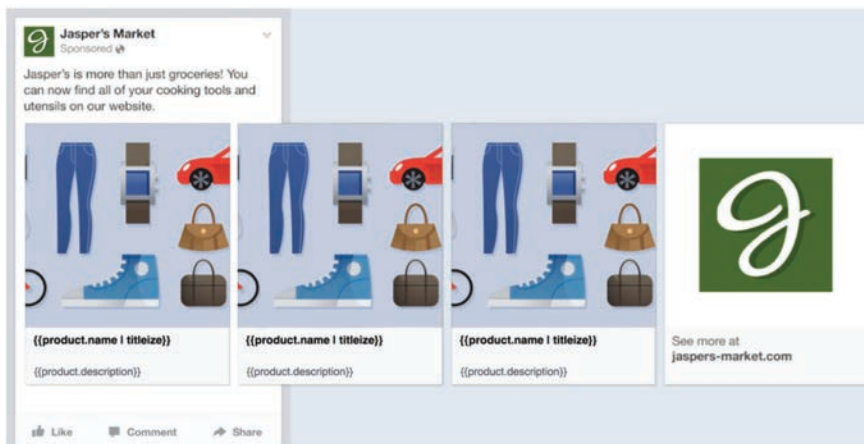 Jasper's Market
Sponsored
Jasper's is more than just groceries! You
can now find all of your cooking tools and
utensils on our website.
{{product.name | titleize}}
{{product.description}}
{{product.name | titleize}}
{{product.description}}
{{product.name | titleize}}
{{product.description}}
See more at
jaspers-market.com
Like Comment Share